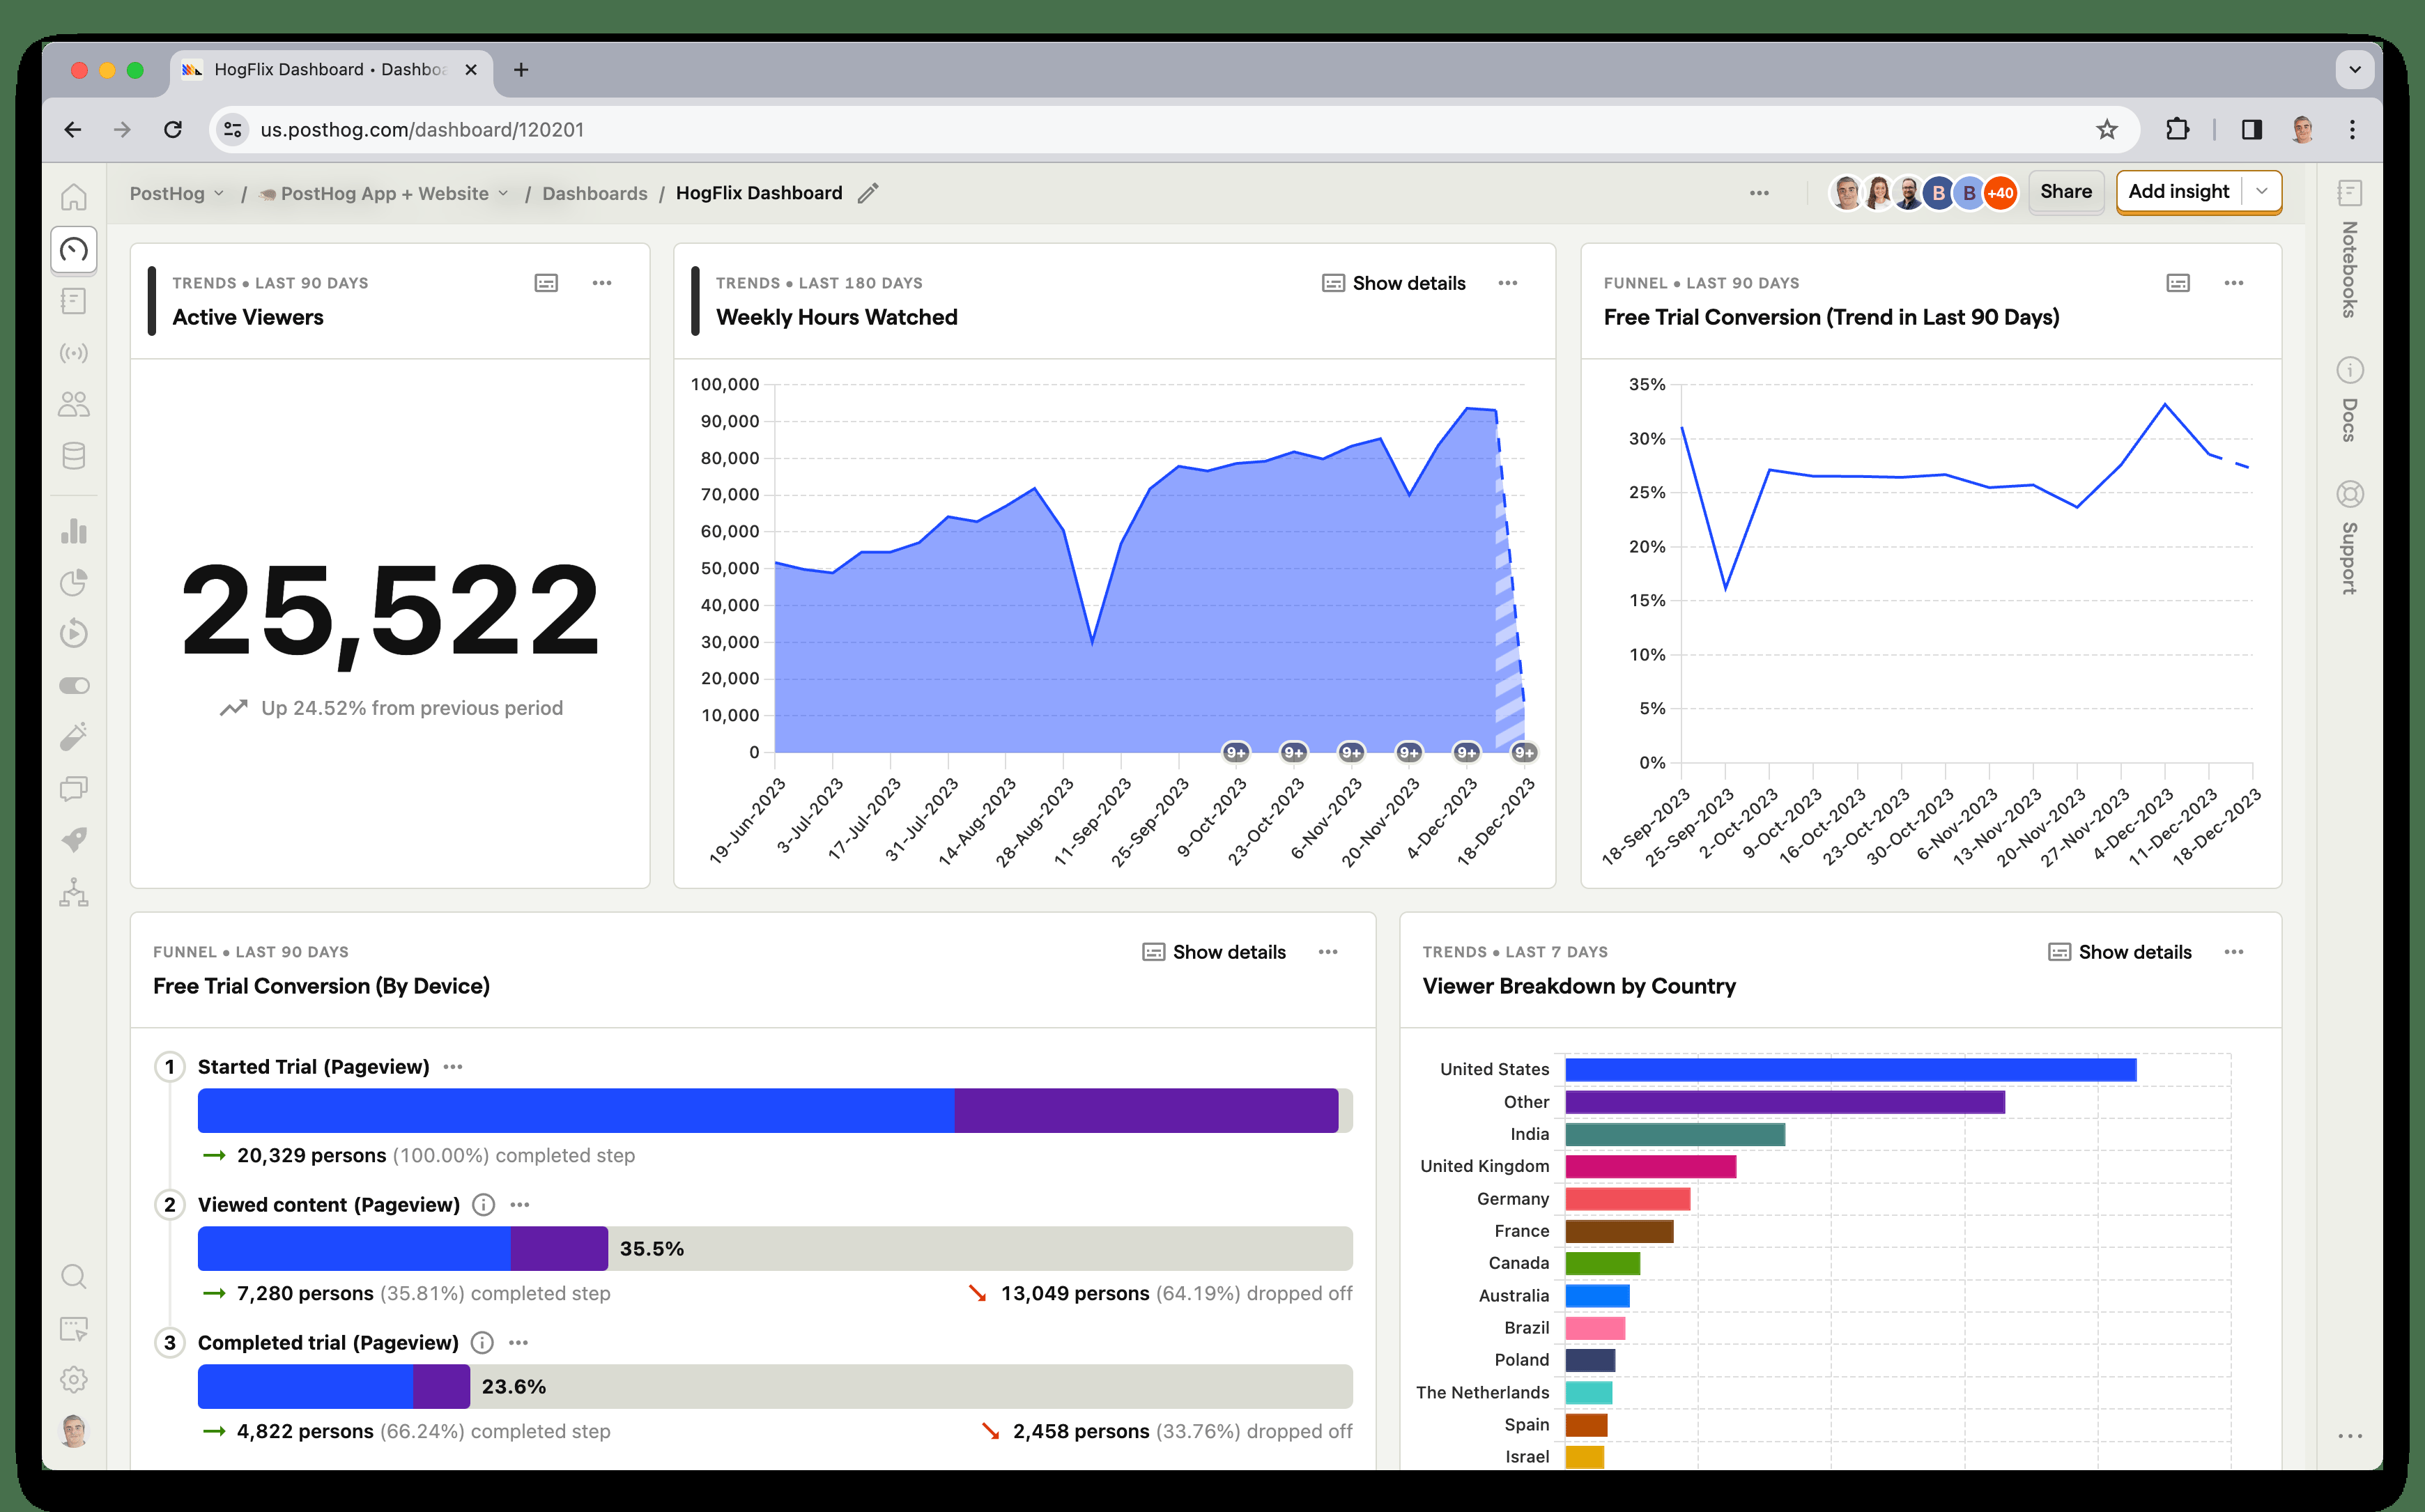 HogFlix Dashboard • Dashboa
us.posthog.com/dashboard/120201
PostHog / PostHog App + Website / Dashboards / HogFlix Dashboard
B B +40 Share Add insight
TRENDS • LAST 90 DAYS
Active Viewers
25,522
Up 24.52% from previous period
TRENDS • LAST 180 DAYS
Show details
Weekly Hours Watched
100,000
90,000
80,000
70,000
60,000
50,000
40,000
30,000
20,000
10,000
0
9+ 9+ 9+ 9+ 9+ 9+
19-Jun-2023 3-Jul-2023 17-Jul-2023 31-Jul-2023 14-Aug-2023 28-Aug-2023 11-Sep-2023 25-Sep-2023 9-Oct-2023 23-Oct-2023 6-Nov-2023 20-Nov-2023 4-Dec-2023 18-Dec-2023
FUNNEL • LAST 90 DAYS
Free Trial Conversion (Trend in Last 90 Days)
35%
30%
25%
20%
15%
10%
5%
0%
18-Sep-2023 25-Sep-2023 2-Oct-2023 9-Oct-2023 16-Oct-2023 23-Oct-2023 30-Oct-2023 6-Nov-2023 13-Nov-2023 20-Nov-2023 27-Nov-2023 4-Dec-2023 11-Dec-2023 18-Dec-2023
Notebooks
Docs
Support
FUNNEL • LAST 90 DAYS
Show details
Free Trial Conversion (By Device)
1 Started Trial (Pageview)
20,329 persons (100.00%) completed step
2 Viewed content (Pageview)
35.5%
7,280 persons (35.81%) completed step
13,049 persons (64.19%) dropped off
3 Completed trial (Pageview)
23.6%
4,822 persons (66.24%) completed step
2,458 persons (33.76%) dropped off
TRENDS • LAST 7 DAYS
Show details
Viewer Breakdown by Country
United States
Other
India
United Kingdom
Germany
France
Canada
Australia
Brazil
Poland
The Netherlands
Spain
Israel